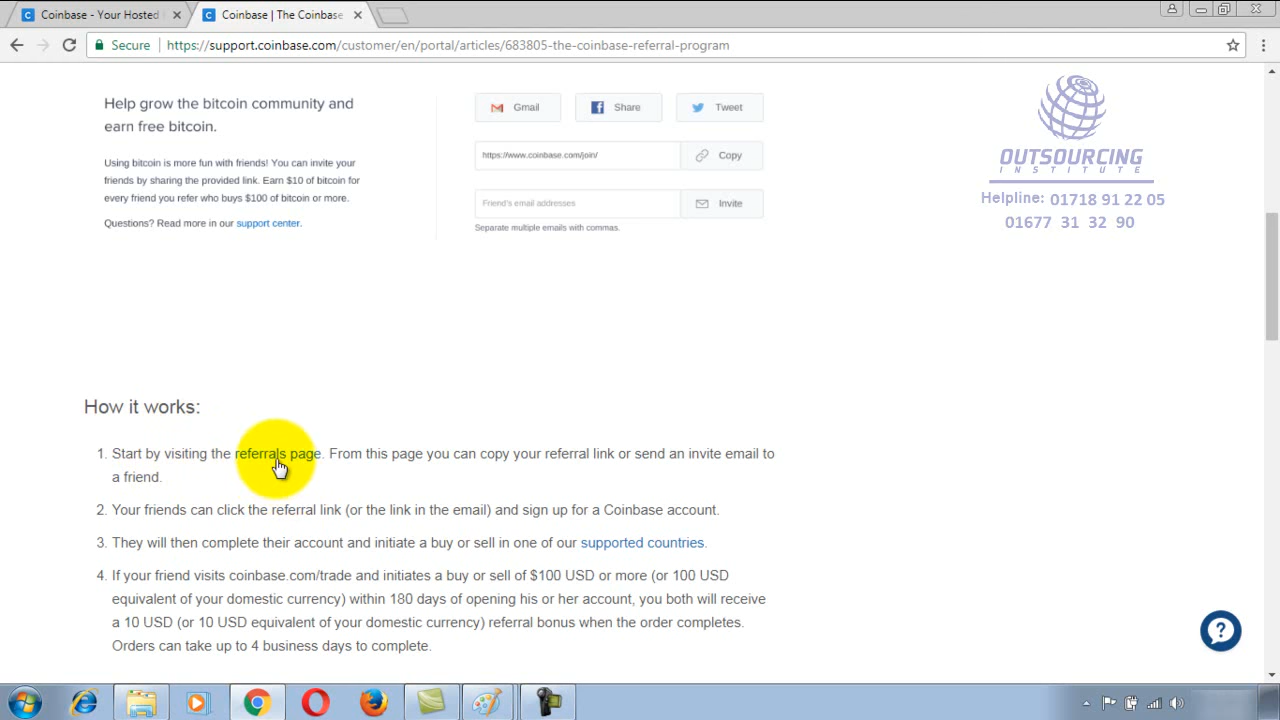 Coinbase - Your Hosted
Coinbase | The Coinbase
Secure
https://support.coinbase.com/customer/en/portal/articles/683805-the-coinbase-referral-program
Help grow the bitcoin community and
earn free bitcoin.
Using bitcoin is more fun with friends! You can invite your
friends by sharing the provided link. Earn $10 of bitcoin for
every friend you refer who buys $100 of bitcoin or more.
Questions? Read more in our support center.
Gmail
Share
Tweet
https://www.coinbase.com/join/
Copy
Friend's email addresses
Invite
Separate multiple emails with commas.
OUTSOURCING
INSTITUTE
Helpline: 01718 91 22 05
01677 31 32 90
How it works:
1. Start by visiting the referrals page. From this page you can copy your referral link or send an invite email to
a friend.
2. Your friends can click the referral link (or the link in the email) and sign up for a Coinbase account.
3. They will then complete their account and initiate a buy or sell in one of our supported countries.
4. If your friend visits coinbase.com/trade and initiates a buy or sell of $100 USD or more (or 100 USD
equivalent of your domestic currency) within 180 days of opening his or her account, you both will receive
a 10 USD (or 10 USD equivalent of your domestic currency) referral bonus when the order completes.
Orders can take up to 4 business days to complete.